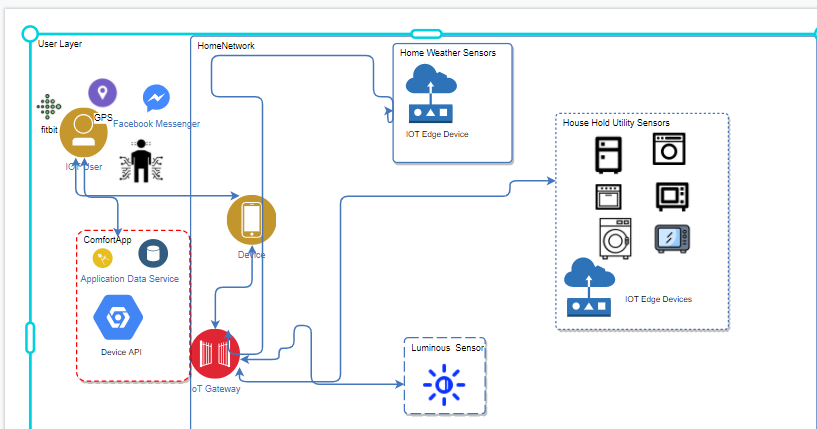 User Layer
HomeNetwork
Home Weather Sensors
GPS
fitbit
Facebook Messenger
IOT Edge Device
House Hold Utility Sensors
IOT User
ComfortApp
Device
Application Data Service
IOT Edge Devices
Device API
Luminous Sensor
oT Gateway